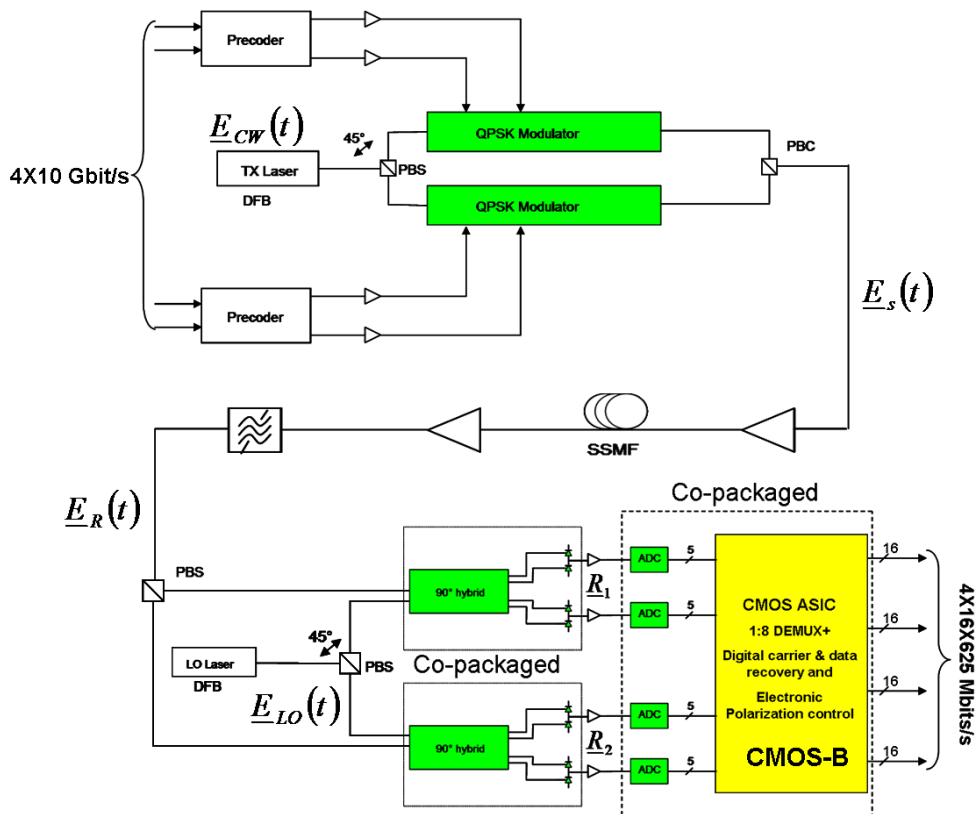 Precoder
4X10 Gbit/s
E_CW(t)
45°
TX Laser
DFB
PBS
QPSK Modulator
QPSK Modulator
PBC
Precoder
E_s(t)
SSMF
E_R(t)
Co-packaged
PBS
90° hybrid
R_1
ADC
5
ADC
5
16
16
45°
LO Laser
DFB
PBS
Co-packaged
E_LO(t)
90° hybrid
R_2
ADC
5
ADC
5
16
16
CMOS ASIC
1:8 DEMUX+
Digital carrier & data
recovery and
Electronic
Polarization control
CMOS-B
4X16X625 Mbits/s